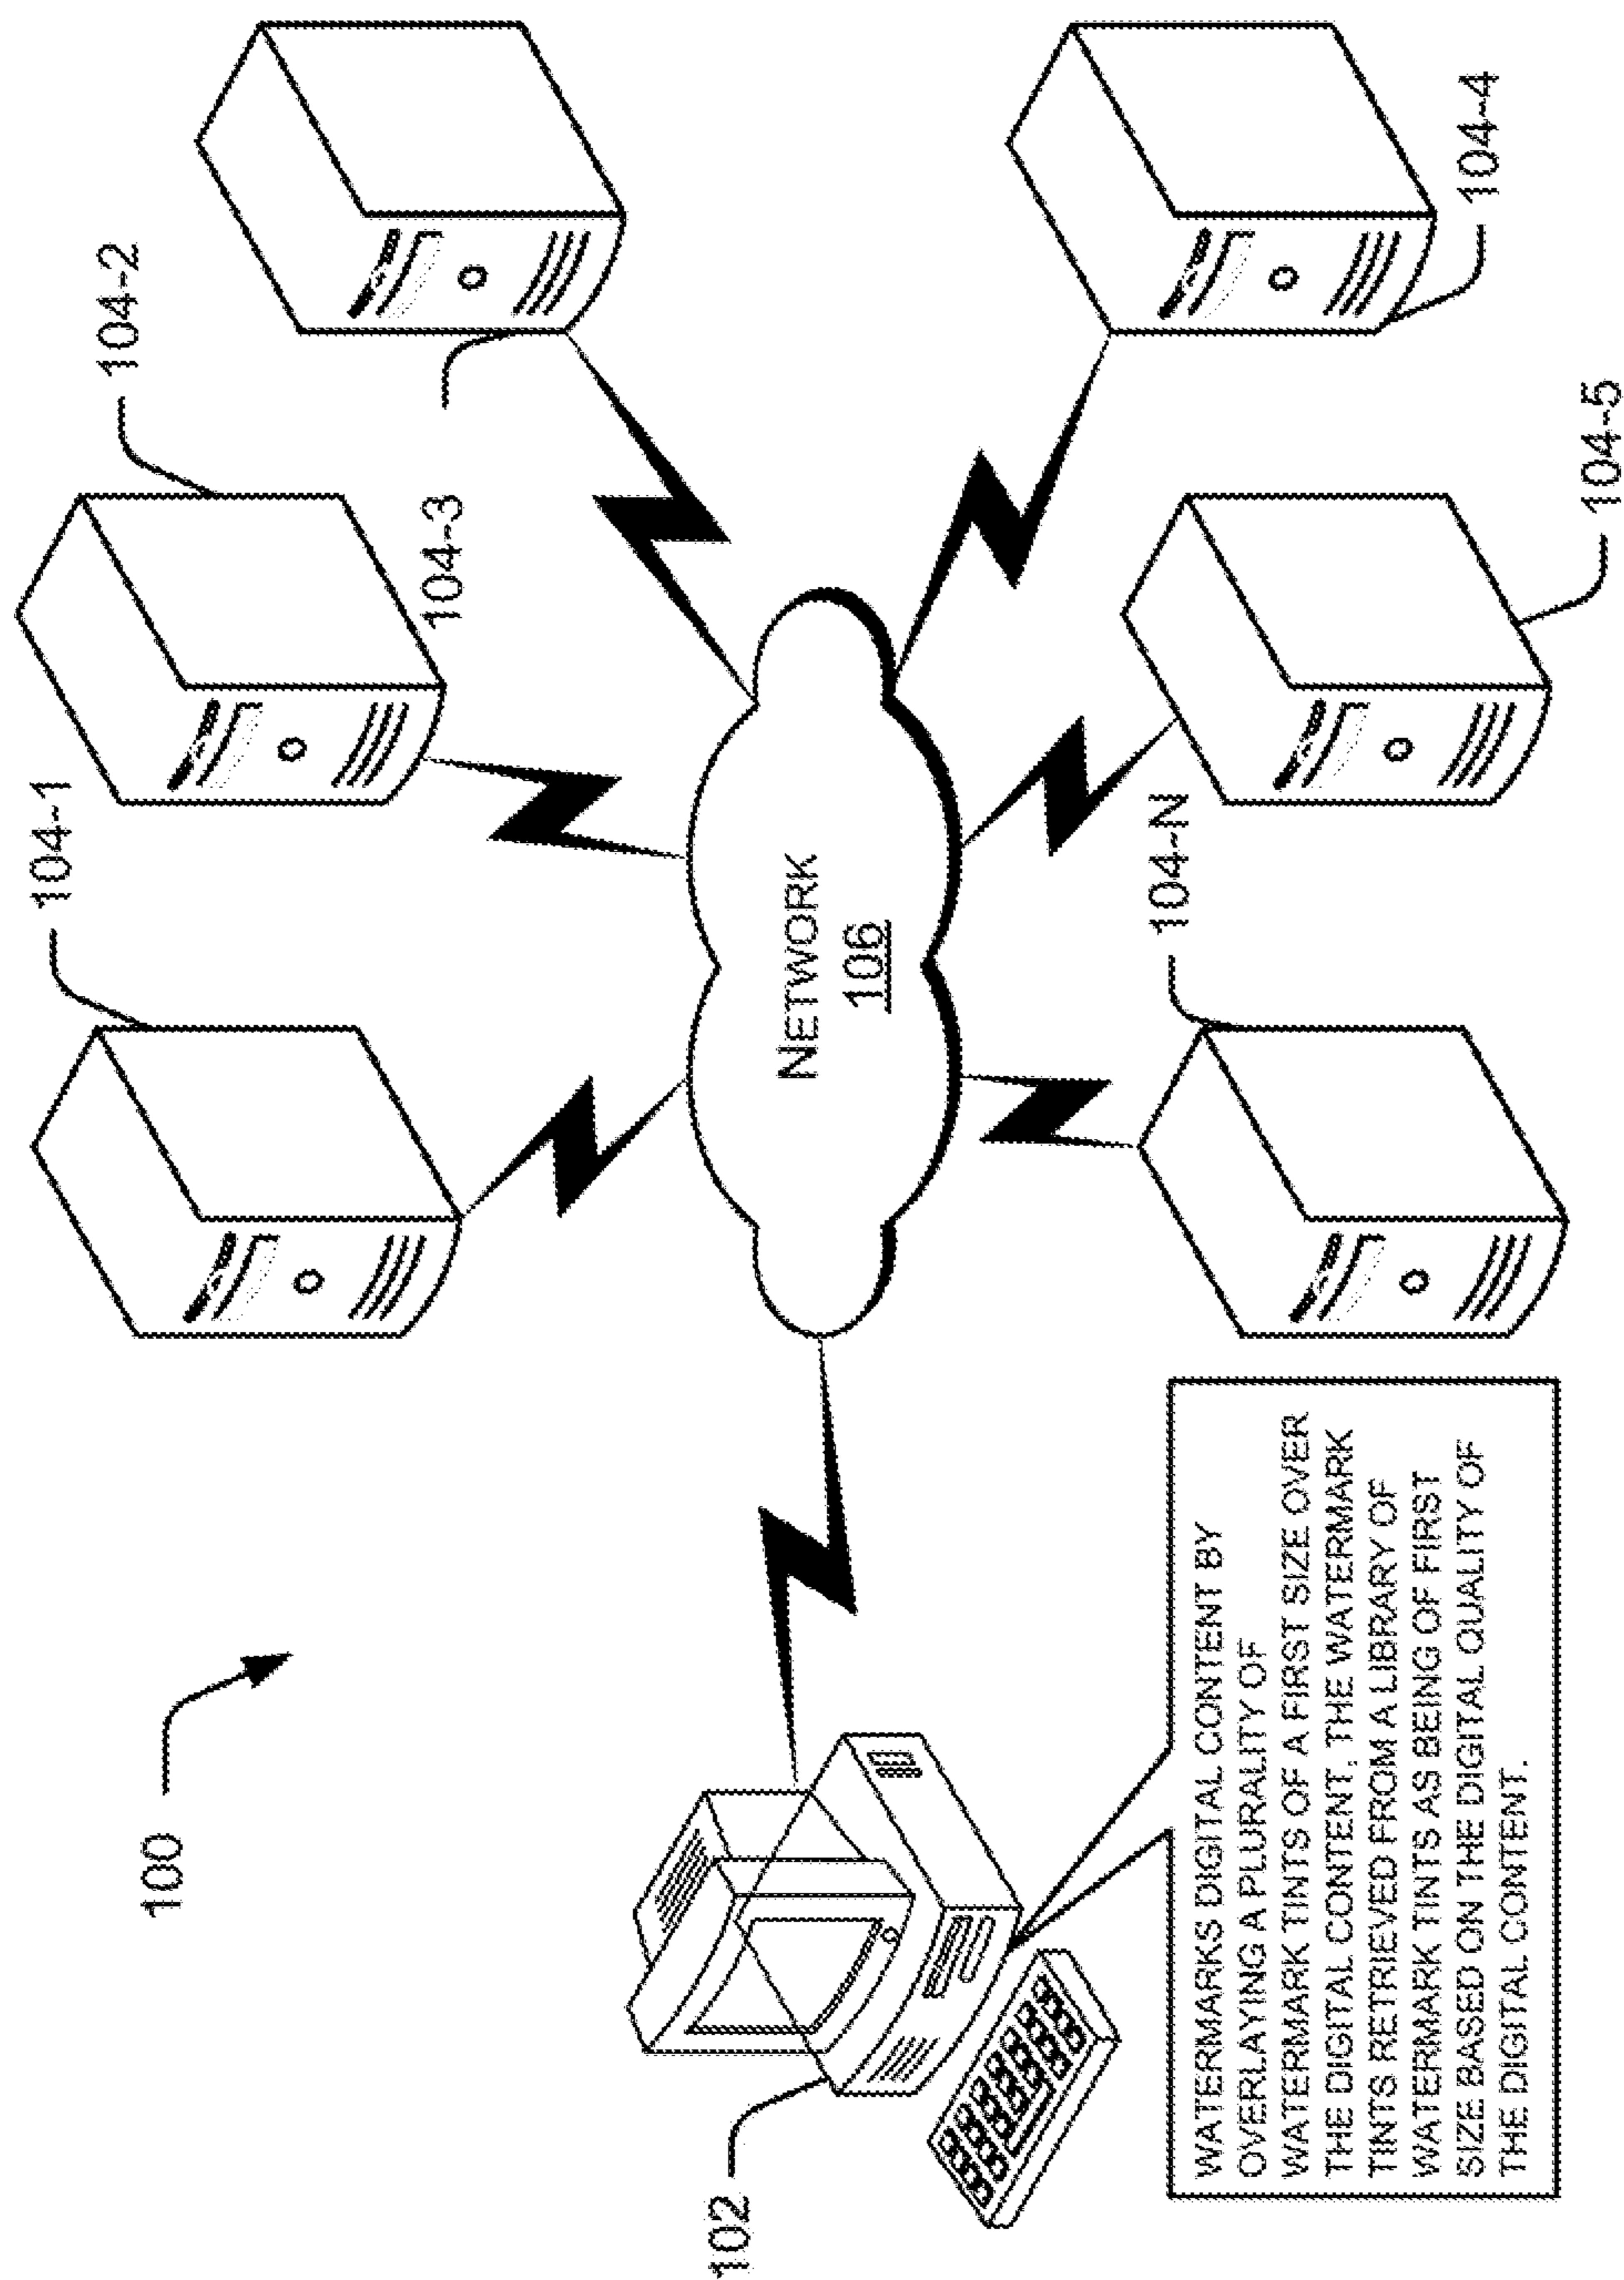 100
104-1
104-2
104-3
104-4
104-5
104-N
NETWORK
106
102
WATERMARKS DIGITAL CONTENT BY
OVERLAYING A PLURALITY OF
WATERMARK TINTS OF A FIRST SIZE OVER
THE DIGITAL CONTENT, THE WATERMARK
TINTS RETRIEVED FROM A LIBRARY OF
WATERMARK TINTS AS BEING OF FIRST
SIZE BASED ON THE DIGITAL QUALITY OF
THE DIGITAL CONTENT.